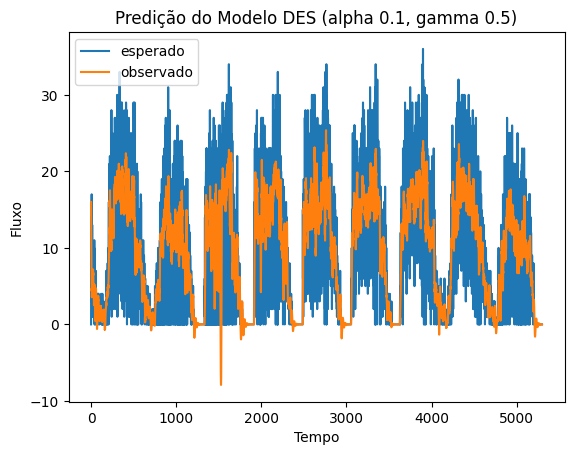 Predição do Modelo DES (alpha 0.1, gamma 0.5)
esperado
observado
30
20
10
0
−10
Fluxo
0
1000
2000
3000
4000
5000
Tempo